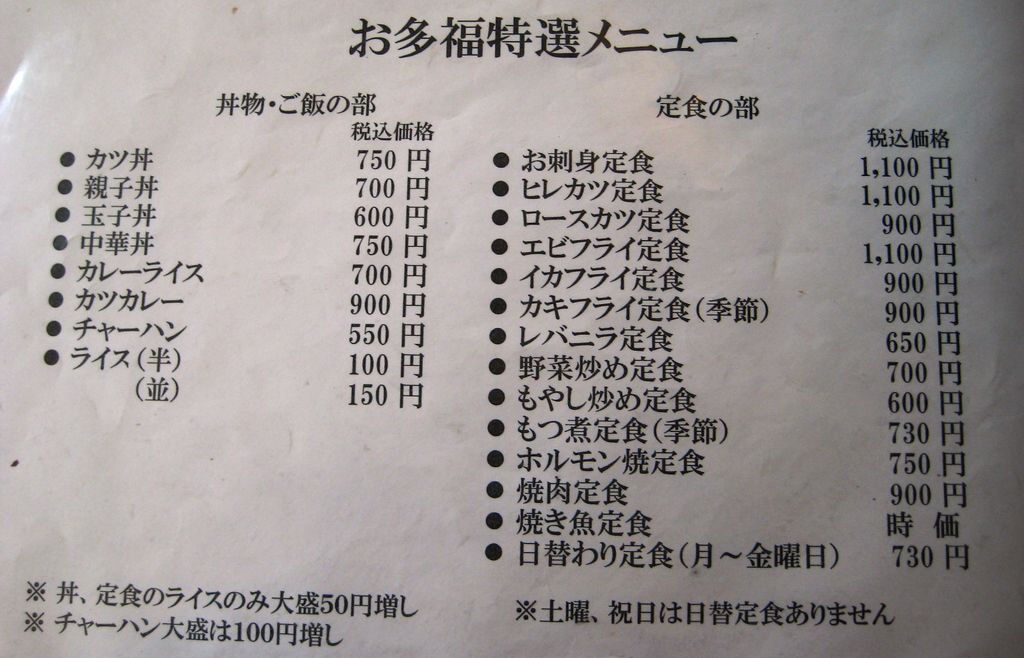 お多福特選メニュー
丼物・ご飯の部
税込価格
● カツ丼 750 円
● 親子丼 700 円
● 玉子丼 600 円
● 中華丼 750 円
● カレーライス 700 円
● カツカレー 900 円
● チャーハン 550 円
● ライス（半） 100 円
（並） 150 円
※ 丼、定食のライスのみ大盛50円増し
※ チャーハン大盛は100円増し
定食の部
税込価格
● お刺身定食 1,100 円
● ヒレカツ定食 1,100 円
● ロースカツ定食 900 円
● エビフライ定食 1,100 円
● イカフライ定食 900 円
● カキフライ定食（季節） 900 円
● レバニラ定食 650 円
● 野菜炒め定食 700 円
● もやし炒め定食 600 円
● もつ煮定食（季節） 730 円
● ホルモン焼定食 750 円
● 焼肉定食 900 円
● 焼き魚定食 時 価
● 日替わり定食（月～金曜日） 730 円
※土曜、祝日は日替定食ありません